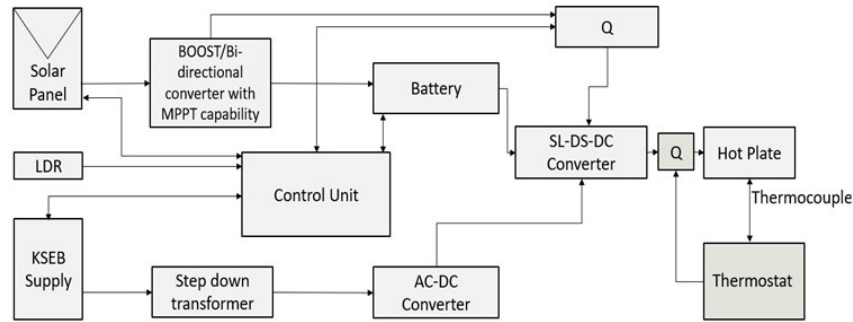 Solar
Panel
BOOST/Bi-
directional
converter with
MPPT capability
Q
Battery
SL-DS-DC
Converter
Q
Hot Plate
LDR
Control Unit
Thermocouple
KSEB
Supply
Step down
transformer
AC-DC
Converter
Thermostat